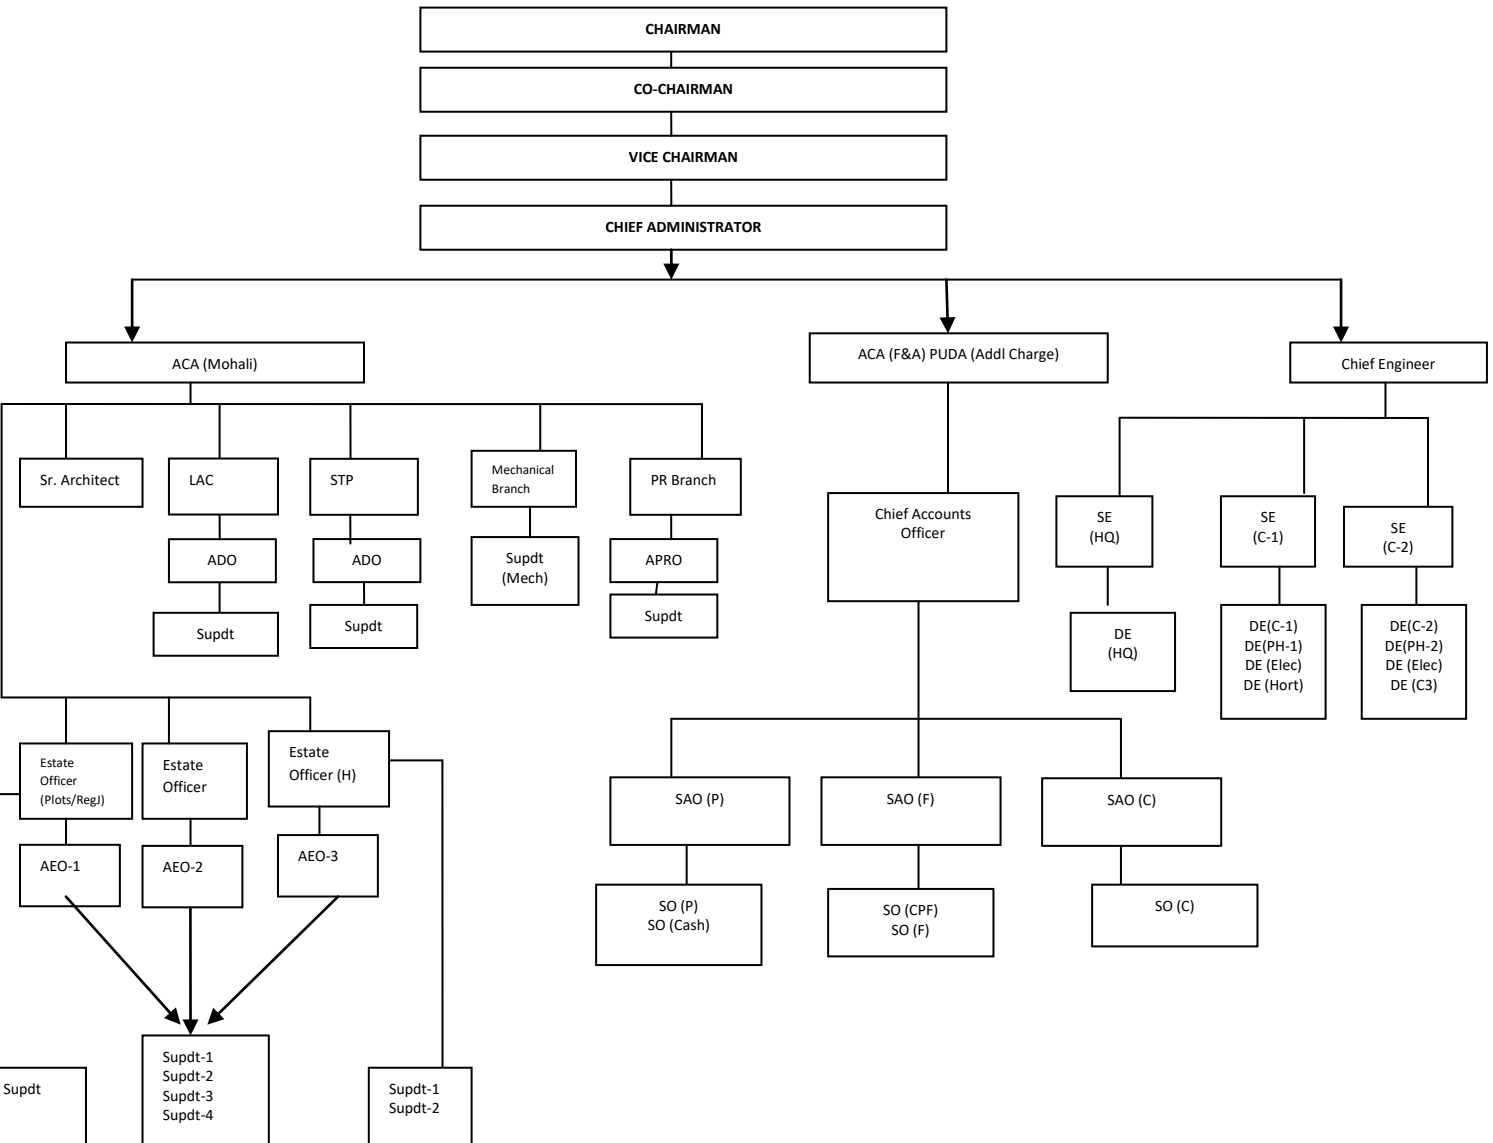 CHAIRMAN
CO-CHAIRMAN
VICE CHAIRMAN
CHIEF ADMINISTRATOR
ACA (Mohali)
ACA (F&A) PUDA (Addl Charge)
Chief Engineer
Sr. Architect
LAC
STP
Mechanical
Branch
PR Branch
ADO
ADO
Supdt
(Mech)
APRO
Supdt
Supdt
Supdt
Chief Accounts
Officer
SE
(HQ)
SE
(C-1)
SE
(C-2)
DE
(HQ)
DE(C-1)
DE(PH-1)
DE (Elec)
DE (Hort)
DE(C-2)
DE(PH-2)
DE (Elec)
DE (C3)
Estate
Officer
(Plots/RegJ)
Estate
Officer
Estate
Officer (H)
AEO-1
AEO-2
AEO-3
SAO (P)
SAO (F)
SAO (C)
SO (P)
SO (Cash)
SO (CPF)
SO (F)
SO (C)
Supdt
Supdt-1
Supdt-2
Supdt-3
Supdt-4
Supdt-1
Supdt-2